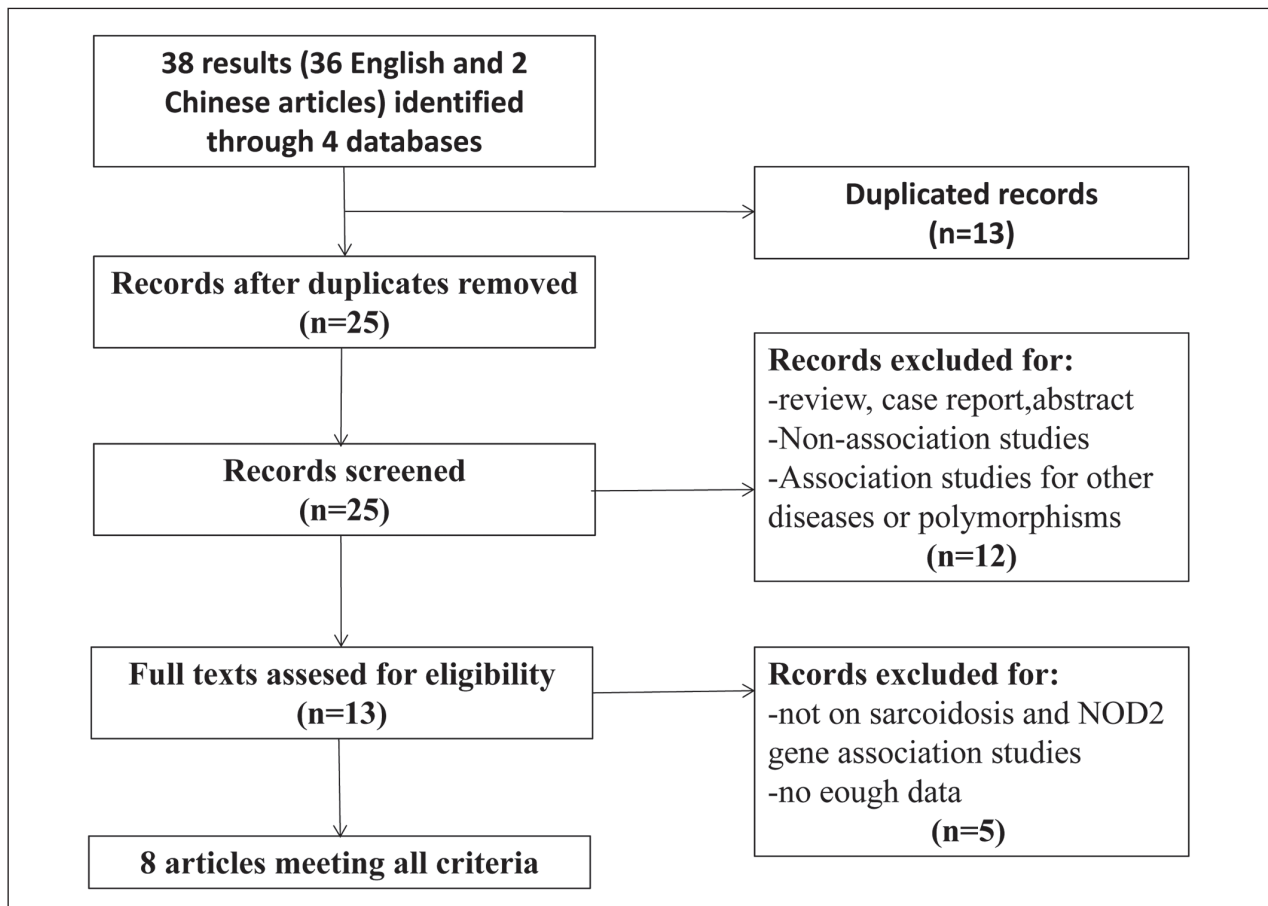 38 results (36 English and 2
Chinese articles) identified
through 4 databases
Duplicated records
(n=13)
Records after duplicates removed
(n=25)
Records excluded for:
-review, case report,abstract
-Non-association studies
-Association studies for other
diseases or polymorphisms
(n=12)
Records screened
(n=25)
Full texts assesed for eligibility
(n=13)
Rcords excluded for:
-not on sarcoidosis and NOD2
gene association studies
-no eough data
(n=5)
8 articles meeting all criteria